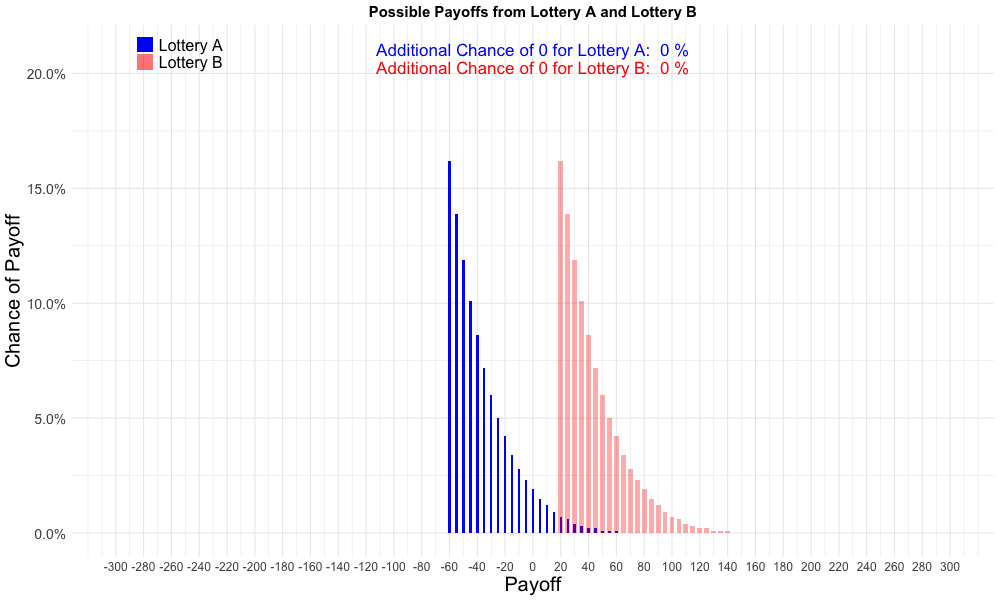 Possible Payoffs from Lottery A and Lottery B
Lottery A
Lottery B
Additional Chance of 0 for Lottery A: 0 %
Additional Chance of 0 for Lottery B: 0 %
Chance of Payoff
20.0%
15.0%
10.0%
5.0%
0.0%
-300 -280 -260 -240 -220 -200 -180 -160 -140 -120 -100 -80 -60 -40 -20 0 20 40 60 80 100 120 140 160 180 200 220 240 260 280 300
Payoff